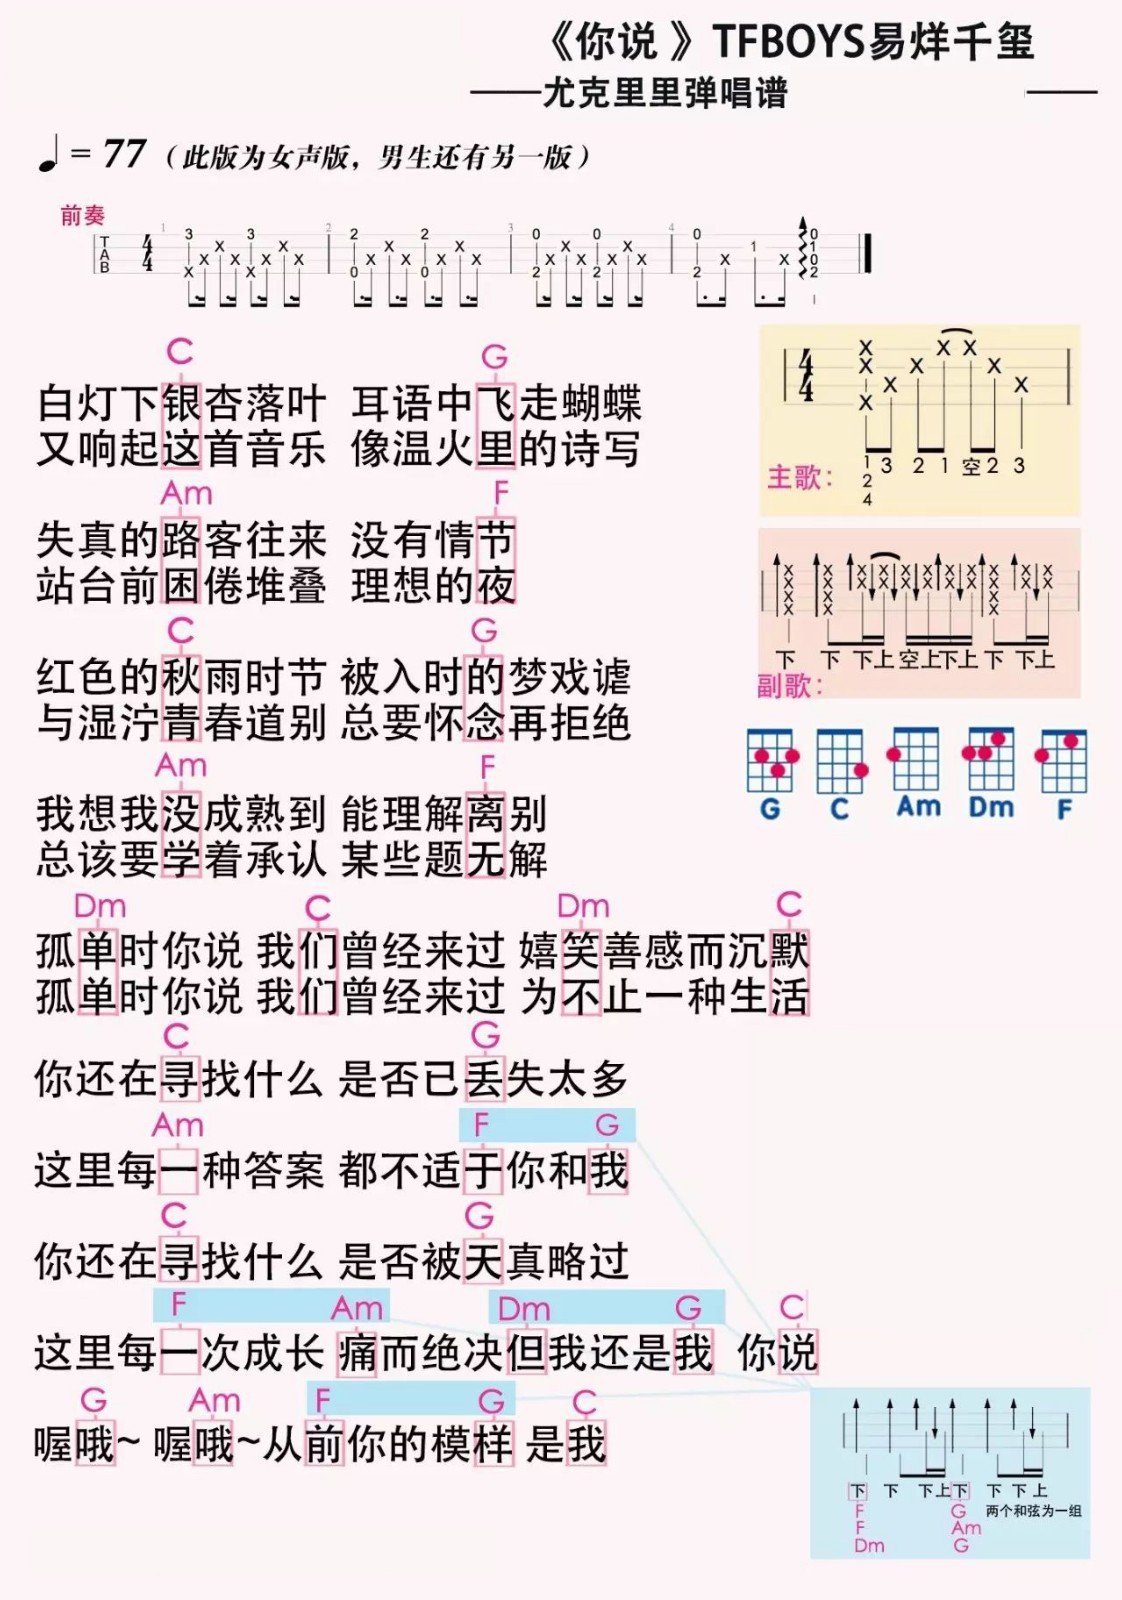 《你说 》TFBOYS易烊千玺
——尤克里里弹唱谱 ——
= 77 (此版为女声版，男生还有另一版)
前奏
1 2 3 4
T A B 4 4
3 3 2 2 0 0 0 1 0
x x x x x x x x x x x x x x x x x x x x 1
x x 0 0 2 2 2 0 2
C G
白灯下银杏落叶 耳语中飞走蝴蝶
又响起这首音乐 像温火里的诗写
Am F
失真的路客往来 没有情节
站台前困倦堆叠 理想的夜
C G
红色的秋雨时节 被入时的梦戏谑
与湿泞青春道别 总要怀念再拒绝
Am F
我想我没成熟到 能理解离别
总该要学着承认 某些题无解
Dm C Dm C
孤单时你说 我们曾经来过 嬉笑善感而沉默
孤单时你说 我们曾经来过 为不止一种生活
C G
你还在寻找什么 是否已丢失太多
Am F G
这里每一种答案 都不适于你和我
C G
你还在寻找什么 是否被天真略过
F Am Dm G C
这里每一次成长 痛而绝决但我还是我 你说
G Am F G C
喔哦~ 喔哦~从前你的模样 是我
4 4
X X X X X X X X X
主歌：
1 3 2 1 空 2 3
2
4
下 下 下上空上下上 下 下上
副歌：
G C Am Dm F
下 下 下上下 下 下 上
F G 两个和弦为一组
F Am
Dm G